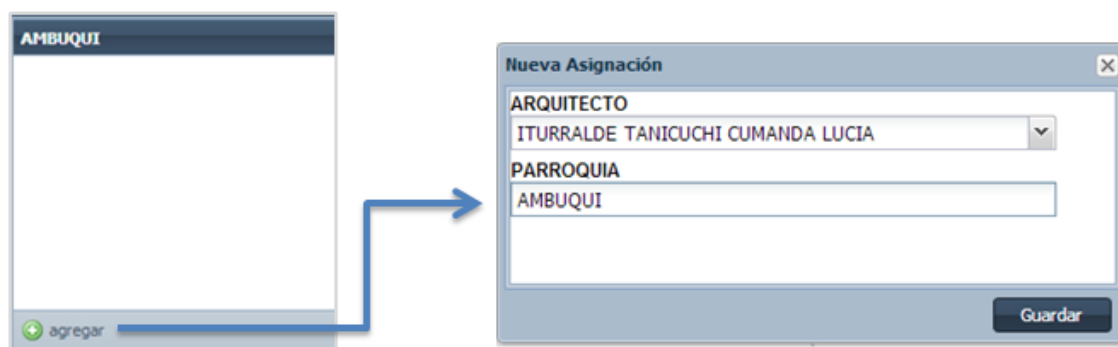 AMBUQUI
agregar
Nueva Asignación
ARQUITECTO
ITURRALDE TANICUCHI CUMANDA LUCIA
PARROQUIA
AMBUQUI
Guardar